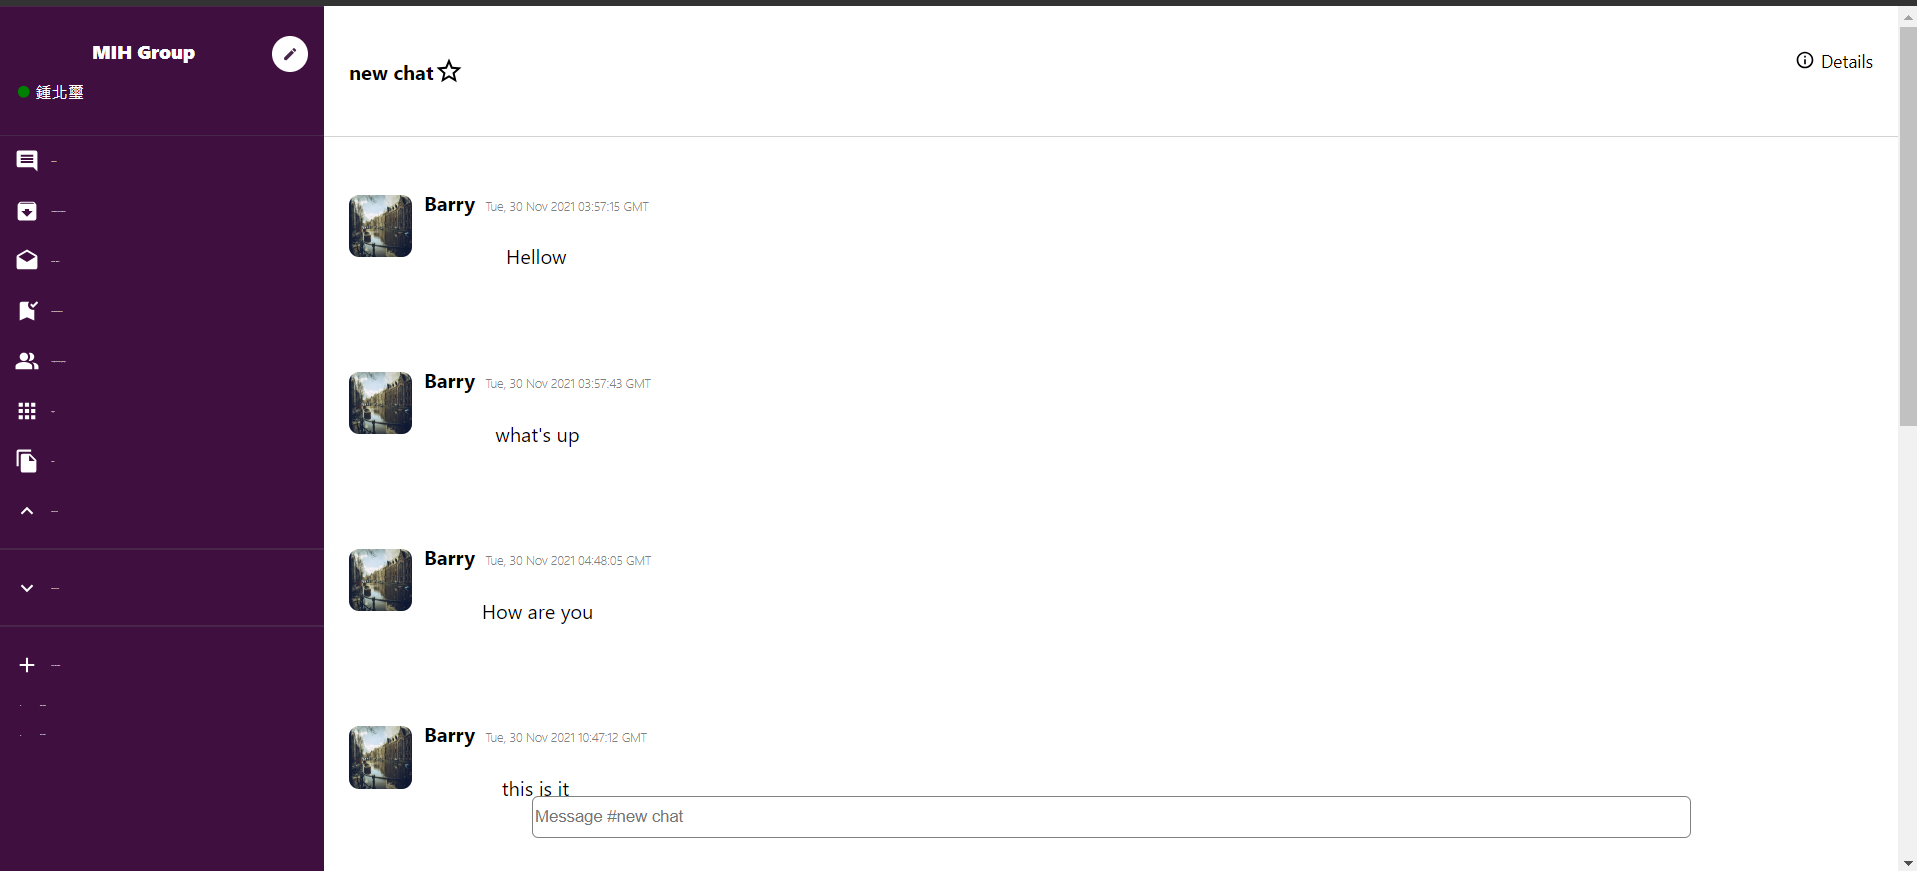 MIH Group
鍾北璽
new chat
Details
Barry Tue, 30 Nov 2021 03:57:15 GMT
Hellow
Barry Tue, 30 Nov 2021 03:57:43 GMT
what's up
Barry Tue, 30 Nov 2021 04:48:05 GMT
How are you
Barry Tue, 30 Nov 2021 10:47:12 GMT
this is it
Message #new chat